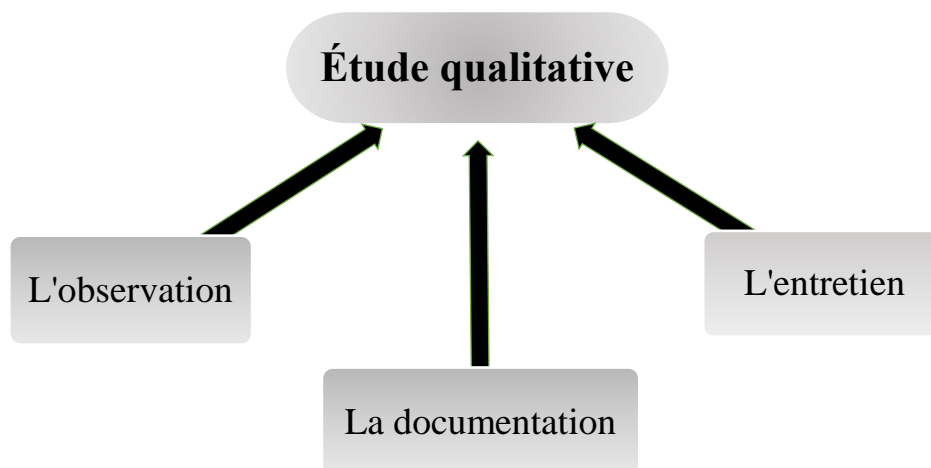 Étude qualitative
L'observation
L'entretien
La documentation